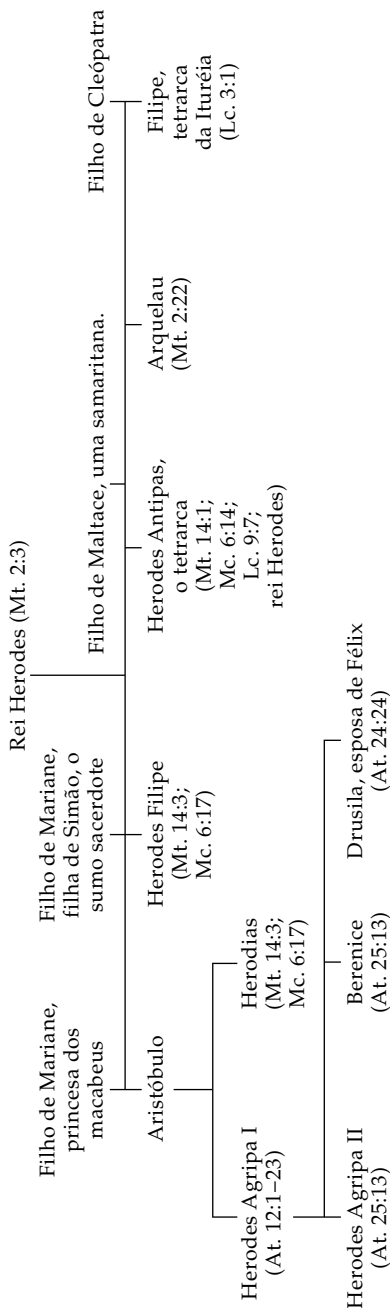 Rei Herodes (Mt. 2:3)
Filho de Mariane,
princesa dos
macabeus
Filho de Mariane,
filha de Simão, o
sumo sacerdote
Filho de Maltace, uma samaritana.
Filho de Cleópatra
Aristóbulo
Herodes Filipe
(Mt. 14:3;
Mc. 6:17)
Herodes Antipas,
o tetrarca
(Mt. 14:1;
Mc. 6:14;
Lc. 9:7;
rei Herodes)
Arquelau
(Mt. 2:22)
Filipe,
tetrarca
da Ituréia
(Lc. 3:1)
Herodes Agripa I
(At. 12:1–23)
Herodias
(Mt. 14:3;
Mc. 6:17)
Herodes Agripa II
(At. 25:13)
Berenice
(At. 25:13)
Drusila, esposa de Félix
(At. 24:24)